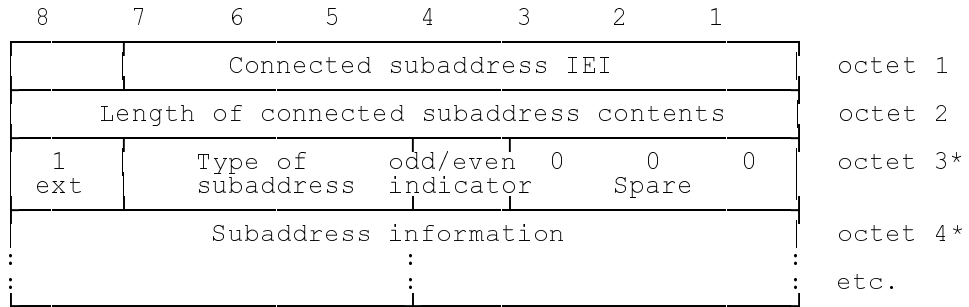 8 7 6 5 4 3 2 1
Connected subaddress IEI octet 1
Length of connected subaddress contents octet 2
1 Type of odd/even 0 0 0 octet 3*
ext subaddress indicator Spare
Subaddress information octet 4*
: : :
: : : etc.